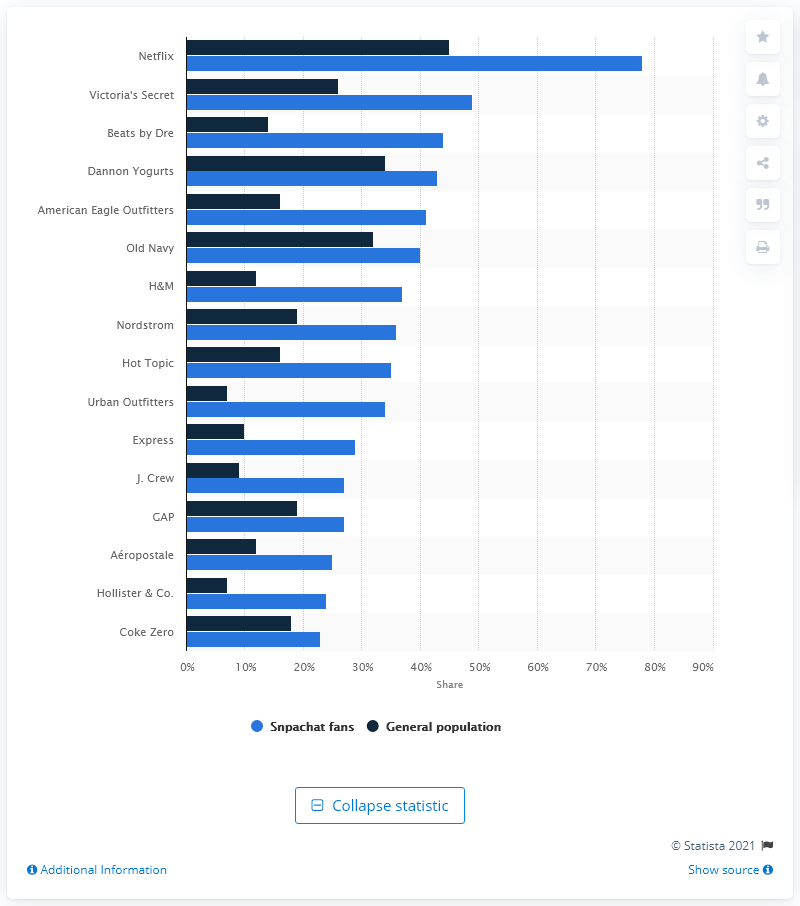 Netflix
Victoria's Secret
Beats by Dre
Dannon Yogurts
American Eagle Outfitters
Old Navy
H&M
Nordstrom
Hot Topic
Urban Outfitters
Express
J. Crew
GAP
Aéropostale
Hollister & Co.
Coke Zero
0% 10% 20% 30% 40% 50% 60% 70% 80% 90%
Share
Snpachat fans General population
Collapse statistic
© Statista 2021
Additional Information Show source